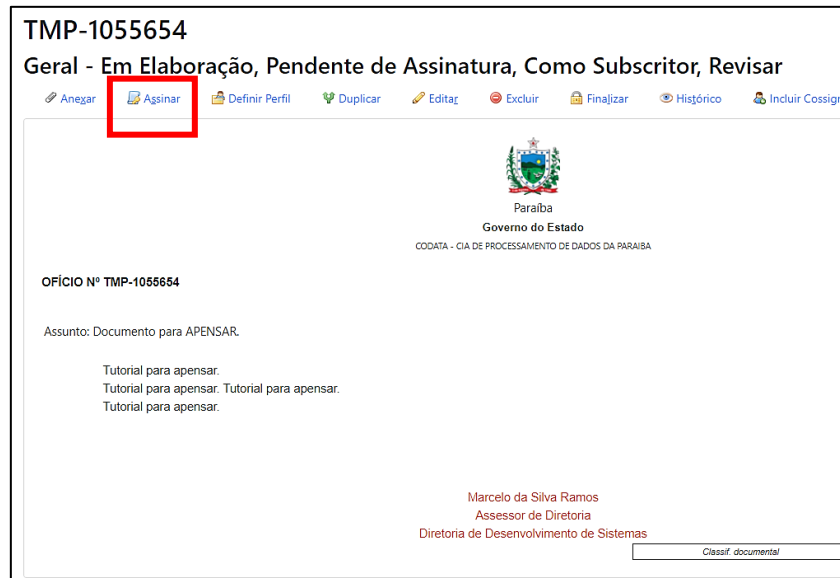 TMP-1055654
Geral - Em Elaboração, Pendente de Assinatura, Como Subscritor, Revisar
Anexar Assinar Definir Perfil Duplicar Editar Excluir Finalizar Histórico Incluir Cossign
Paraíba
Governo do Estado
CODATA - CIA DE PROCESSAMENTO DE DADOS DA PARAIBA
OFÍCIO Nº TMP-1055654
Assunto: Documento para APENSAR.
Tutorial para apensar.
Tutorial para apensar. Tutorial para apensar.
Tutorial para apensar.
Marcelo da Silva Ramos
Assessor de Diretoria
Diretoria de Desenvolvimento de Sistemas
Classif. documental